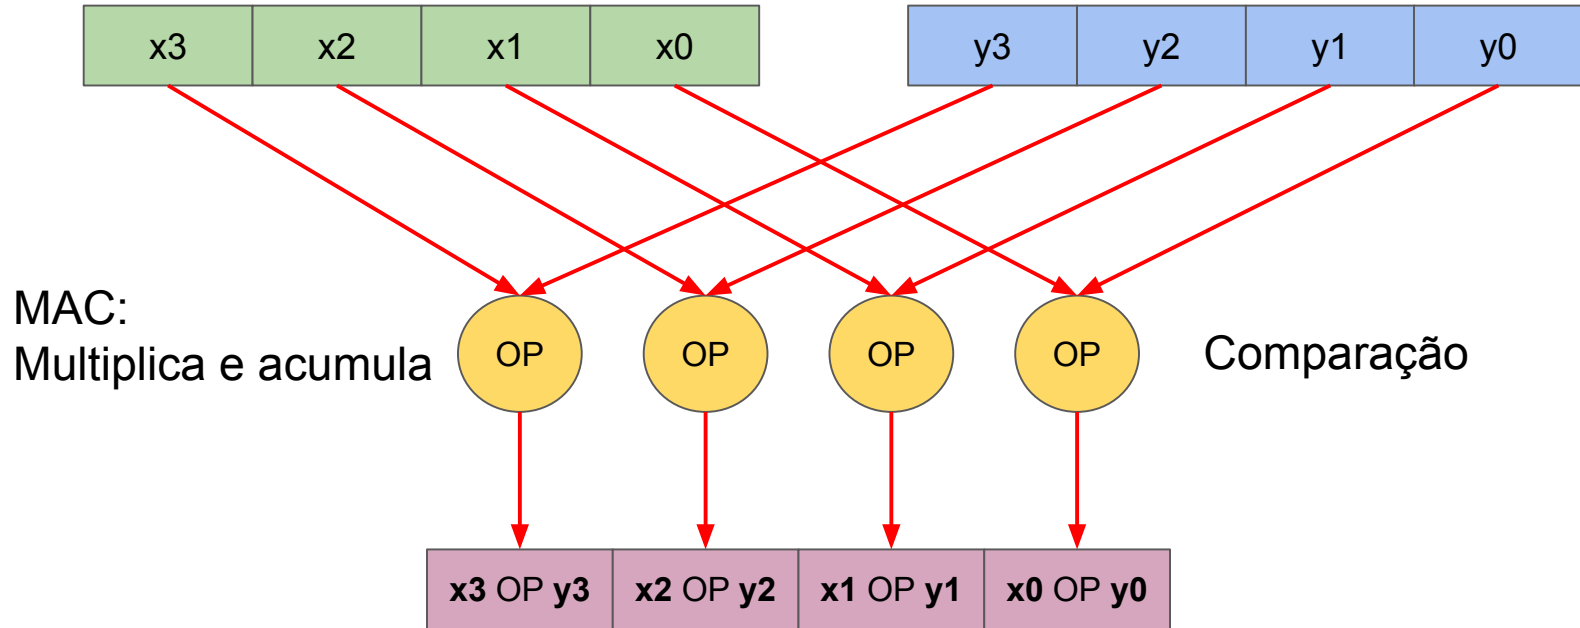 x3 x2 x1 x0 y3 y2 y1 y0
MAC:
Multiplica e acumula
OP OP OP OP
Comparação
x3 OP y3 x2 OP y2 x1 OP y1 x0 OP y0